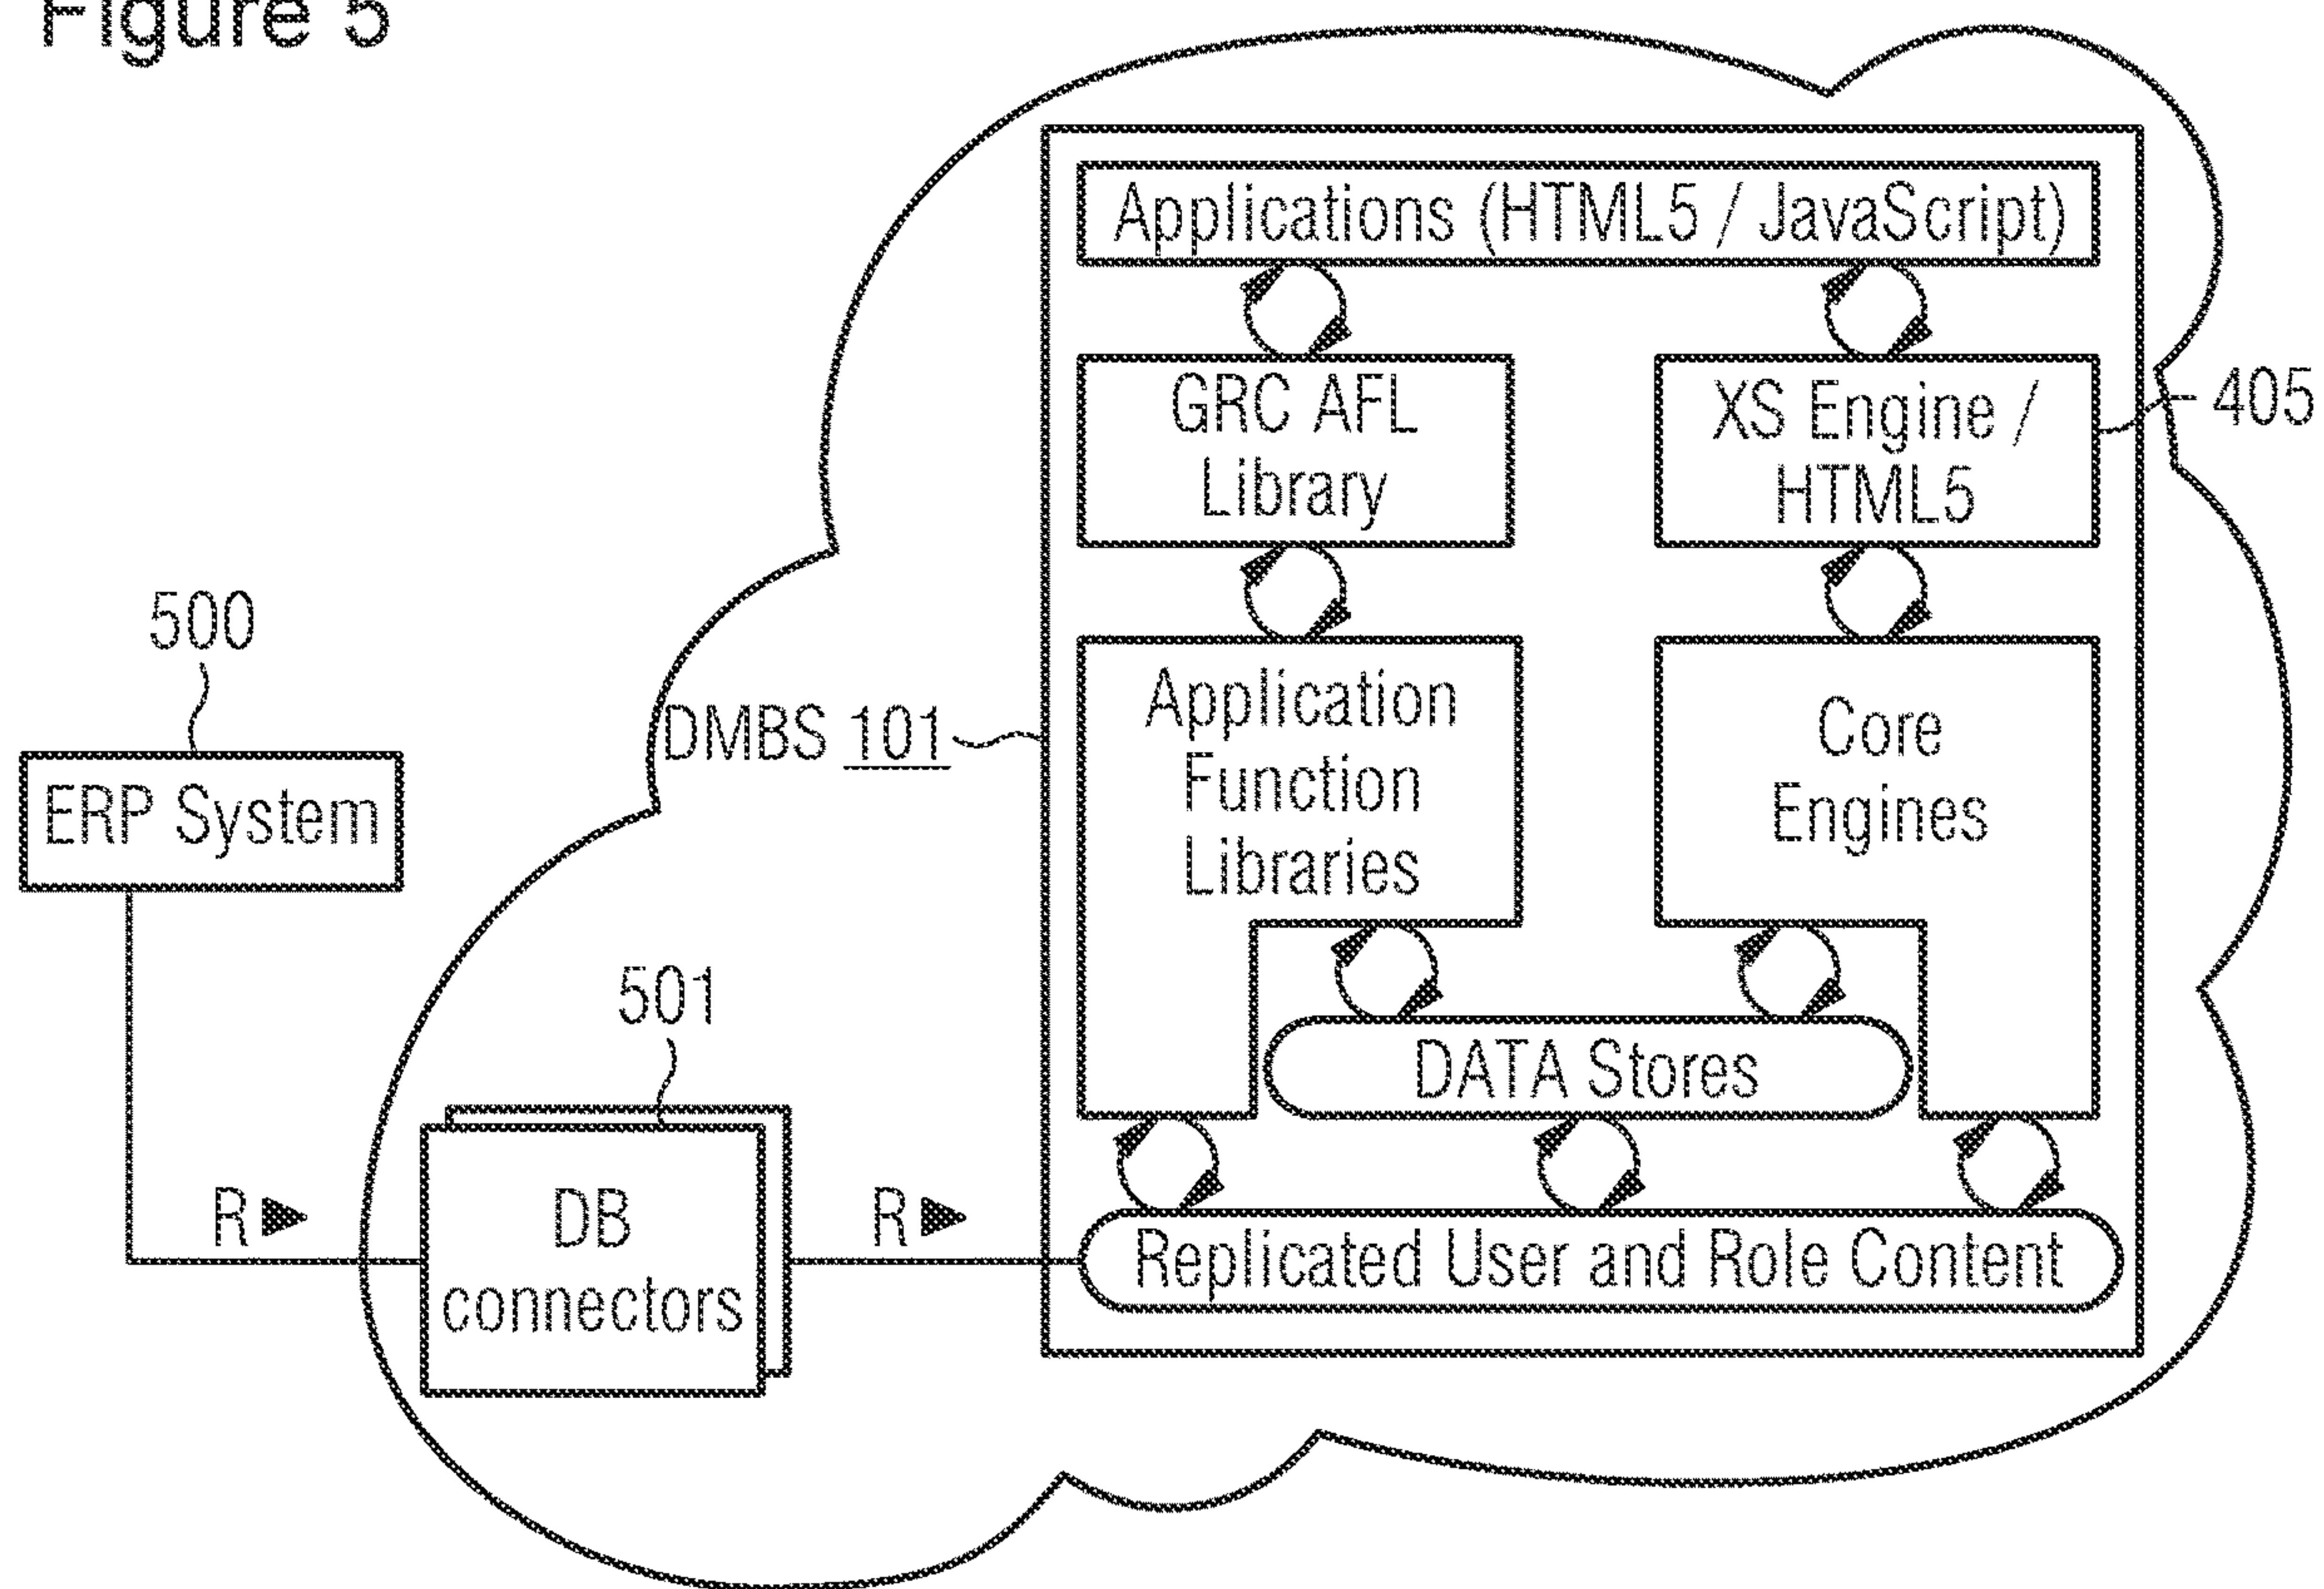 Figure 5
Applications (HTML5 / JavaScript)
GRC AFL
Library
XS Engine /
HTML5
405
500
ERP System
DMBS 101
Application
Function
Libraries
Core
Engines
501
DATA Stores
DB
connectors
R
R
Replicated User and Role Content